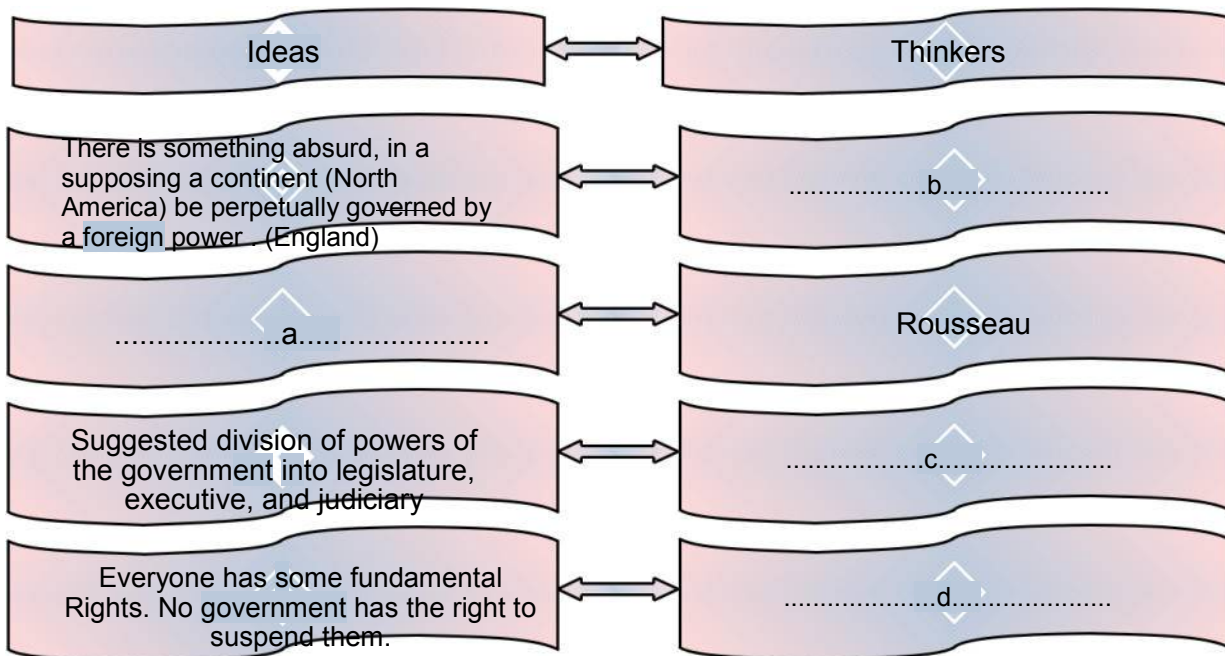 Ideas
Thinkers
There is something absurd, in a
supposing a continent (North
America) be perpetually governed by
a foreign power . (England)
....................b....................
....................a.......................
Rousseau
Suggested division of powers of
the government into legislature,
executive, and judiciary
....................c......................
Everyone has some fundamental
Rights. No government has the right to
suspend them.
.....................d......................